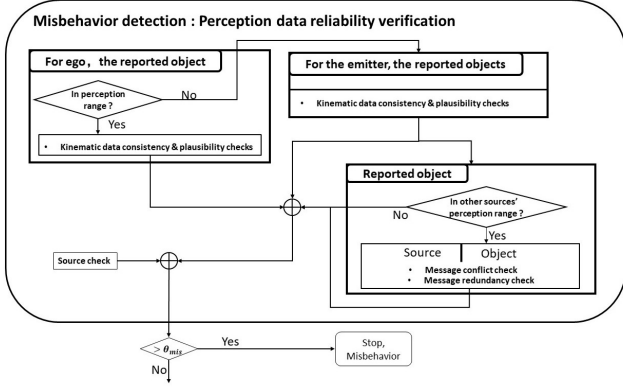 Misbehavior detection : Perception data reliability verification
For ego, the reported object
In perception
range ?
No
Yes
• Kinematic data consistency & plausibility checks
For the emitter, the reported objects
• Kinematic data consistency & plausibility checks
Reported object
In other sources'
perception range ?
No
Yes
Source Object
• Message conflict check
• Message redundancy check
Source check
> θmis
Yes
No
Stop,
Misbehavior